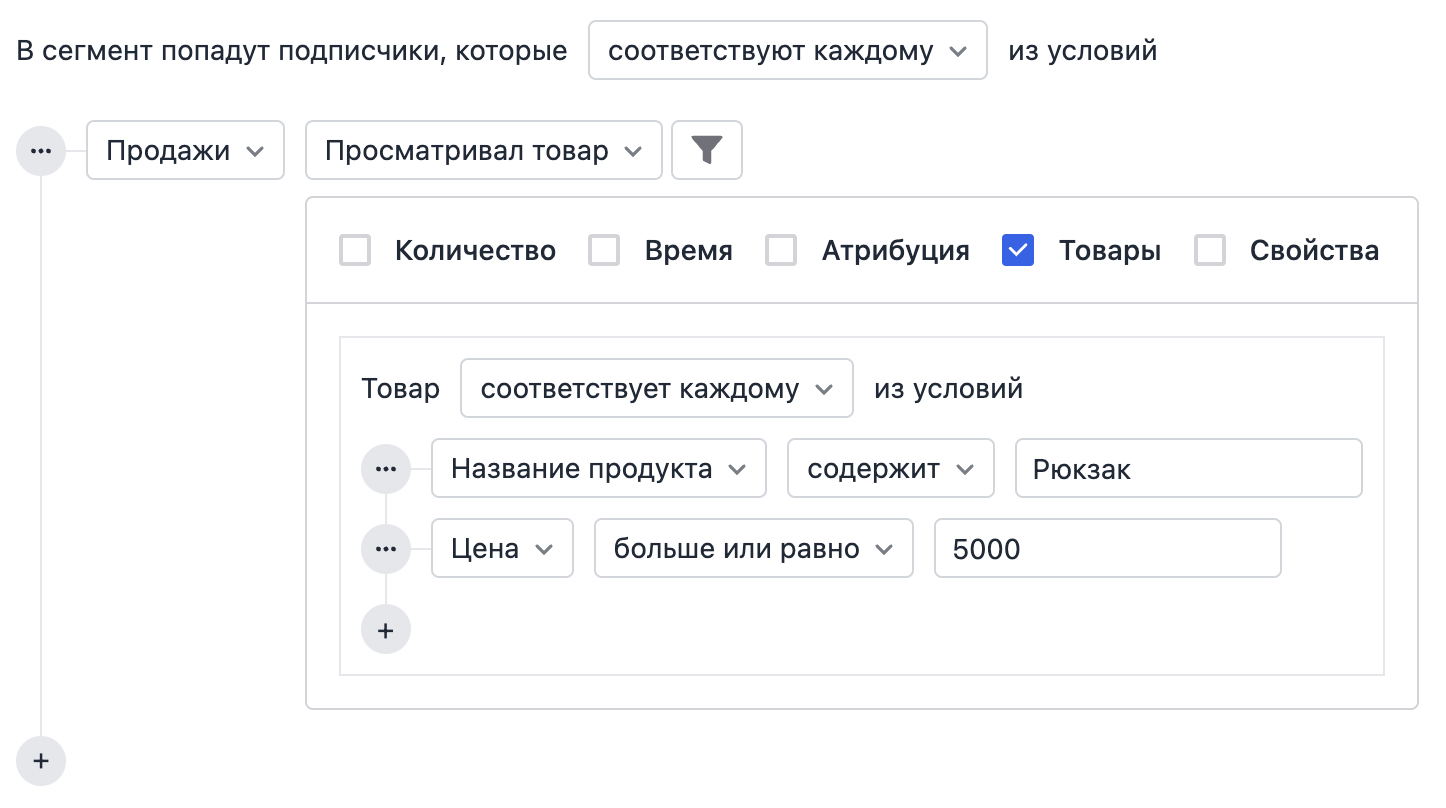 В сегмент попадут подписчики, которые соответствуют каждому из условий
Продажи Просматривал товар
Количество Время Атрибуция Товары Свойства
Товар соответствует каждому из условий
Название продукта содержит Рюкзак
Цена больше или равно 5000